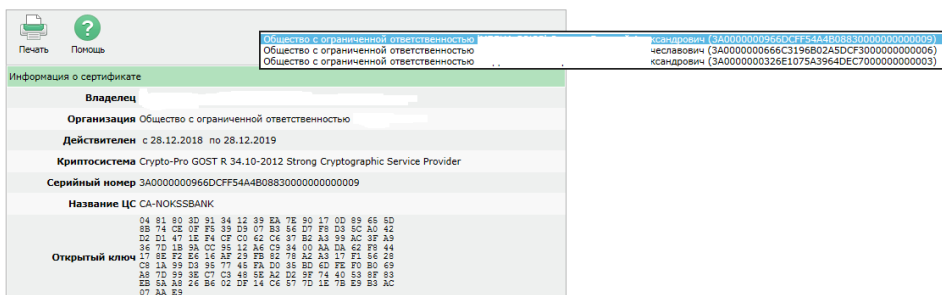 Печать Помощь
Общество с ограниченной ответственностью ксандрович (3A0000000966DCFF54A4B08830000000000009)
Общество с ограниченной ответственностью чеславович (3A0000000666C3196B02A5DCF3000000000006)
Общество с ограниченной ответственностью ксандрович (3A0000000326E1075A3964DEC7000000000003)
Информация о сертификате
Владелец
Организация Общество с ограниченной ответственностью
Действителен с 28.12.2018 по 28.12.2019
Криптосистема Crypto-Pro GOST R 34.10-2012 Strong Cryptographic Service Provider
Серийный номер 3A0000000966DCFF54A4B08830000000000009
Название ЦС CA-NOKSSBANK
04 81 80 3D 91 34 12 39 EA 7E 90 17 0D 89 65 5D
8B 74 CE 0F F5 39 D9 07 B3 56 D7 F8 D3 5C A0 42
D2 D1 47 1E F4 CF C0 62 C6 37 B2 A3 99 AC 3F A9
36 7D 1B 9A CC 95 12 A6 C9 34 00 AA DA 62 F8 44
Открытый ключ 17 8E F2 E6 16 AF 29 FB 82 78 A2 A3 17 F1 56 28
C8 1A 99 D3 95 77 45 FA D0 35 BD 6D FE F0 B0 69
A8 7D 99 3E C7 C3 48 5E A2 D2 9F 74 40 53 8F 83
EB 5A A8 26 B6 02 DF 14 C6 57 7D 1E 7B E9 B3 AC
07 AA E9